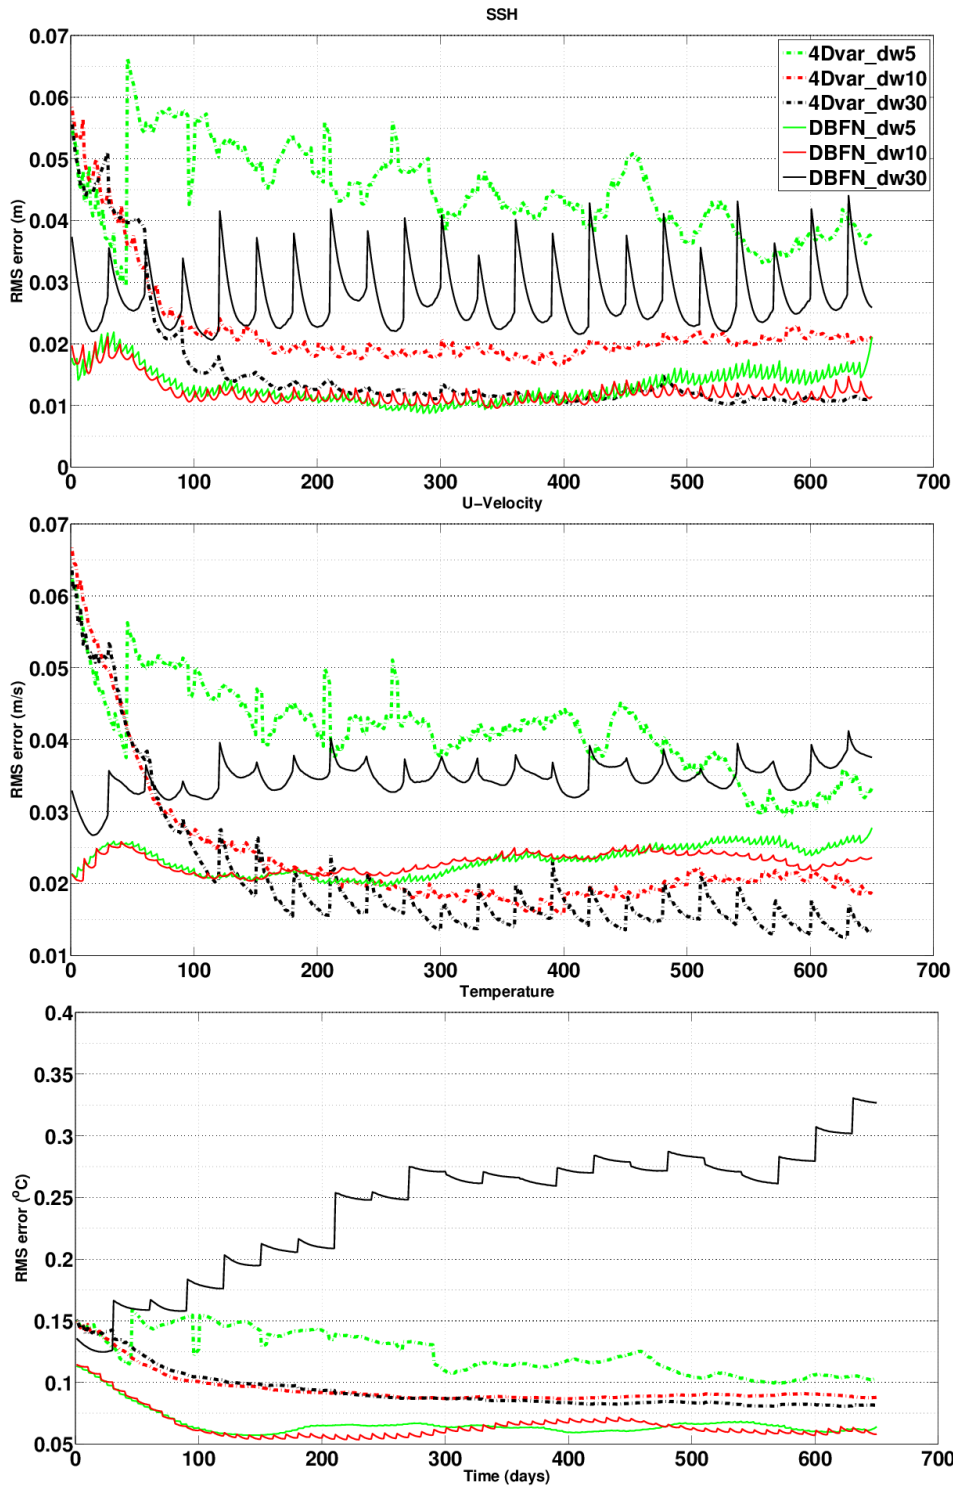 SSH
0.07
0.06
0.05
0.04
0.03
0.02
0.01
0
RMS error (m)
4Dvar_dw5
4Dvar_dw10
4Dvar_dw30
DBFN_dw5
DBFN_dw10
DBFN_dw30
0 100 200 300 400 500 600 700
U−Velocity
0.07
0.06
0.05
0.04
0.03
0.02
0.01
RMS error (m/s)
0 100 200 300 400 500 600 700
Temperature
0.4
0.35
0.3
0.25
0.2
0.15
0.1
0.05
RMS error (°C)
0 100 200 300 400 500 600 700
Time (days)